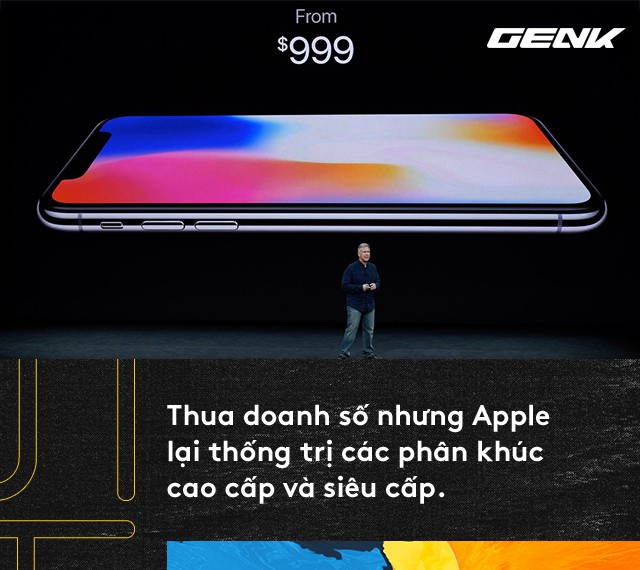 From
$999
GENK
Thua doanh số nhưng Apple
lại thống trị các phân khúc
cao cấp và siêu cấp.